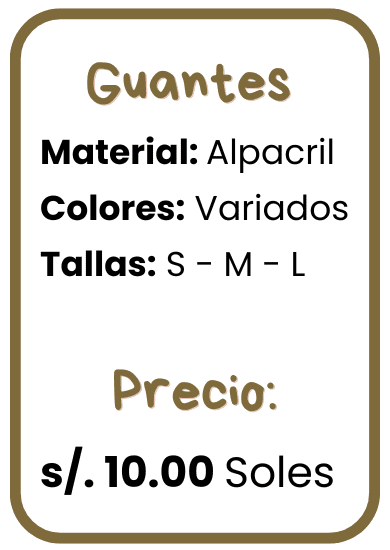 Guantes
Material: Alpacril
Colores: Variados
Tallas: S - M - L
Precio:
s/. 10.00 Soles